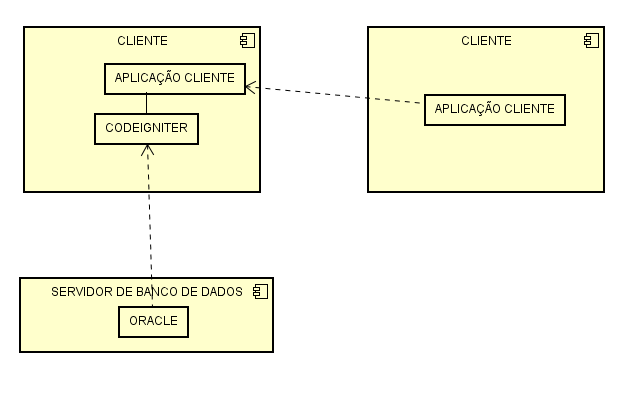 CLIENTE
APLICAÇÃO CLIENTE
CODEIGNITER
CLIENTE
APLICAÇÃO CLIENTE
SERVIDOR DE BANCO DE DADOS
ORACLE